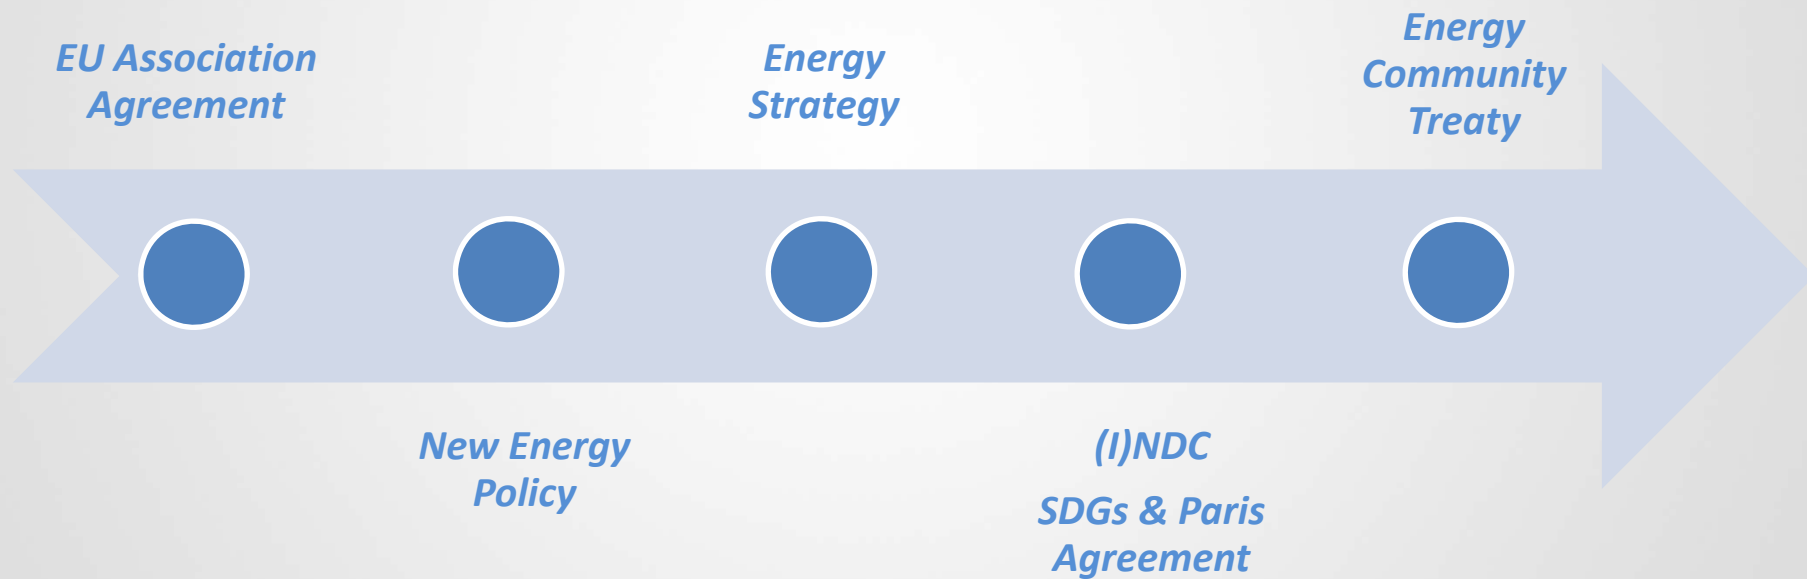 EU Association
Agreement
New Energy
Policy
Energy
Strategy
(I)NDC
SDGs & Paris
Agreement
Energy
Community
Treaty